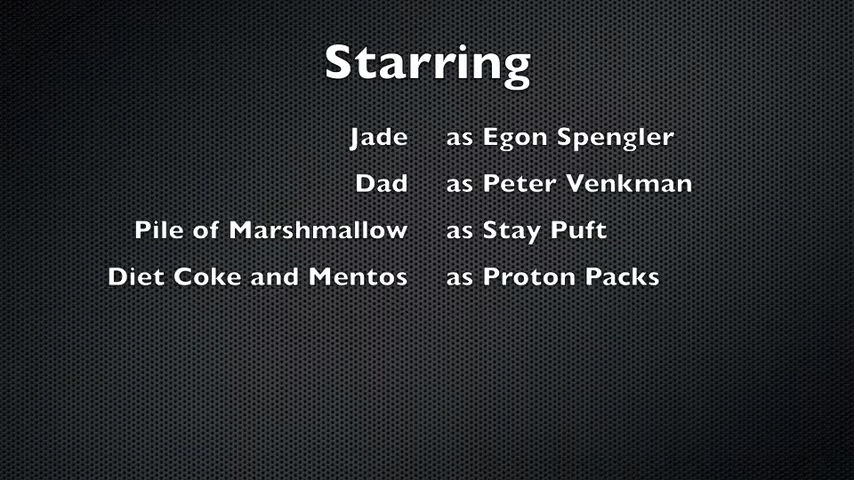 Starring
Jade as Egon Spengler
Dad as Peter Venkman
Pile of Marshmallow as Stay Puft
Diet Coke and Mentos as Proton Packs